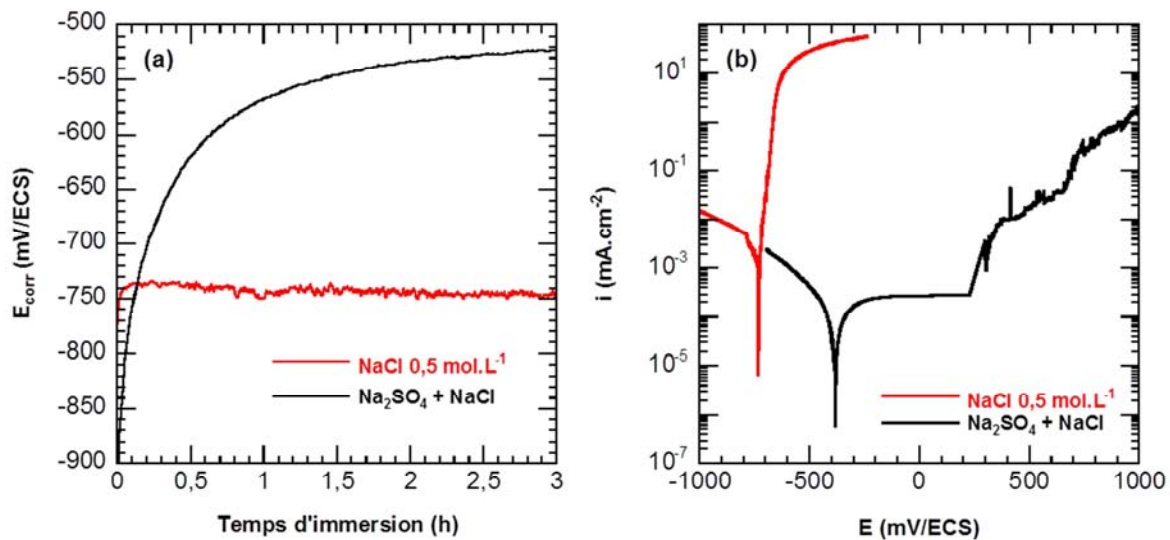 (a)
-500
-550
-600
-650
-700
-750
-800
-850
-900
E_corr (mV/ECS)
0
0,5
1
1,5
2
2,5
3
Temps d'immersion (h)
NaCl 0,5 mol.L⁻¹
Na₂SO₄ + NaCl
(b)
10¹
10⁻¹
10⁻³
10⁻⁵
10⁻⁷
i (mA.cm⁻²)
-1000
-500
0
500
1000
E (mV/ECS)
NaCl 0,5 mol.L⁻¹
Na₂SO₄ + NaCl